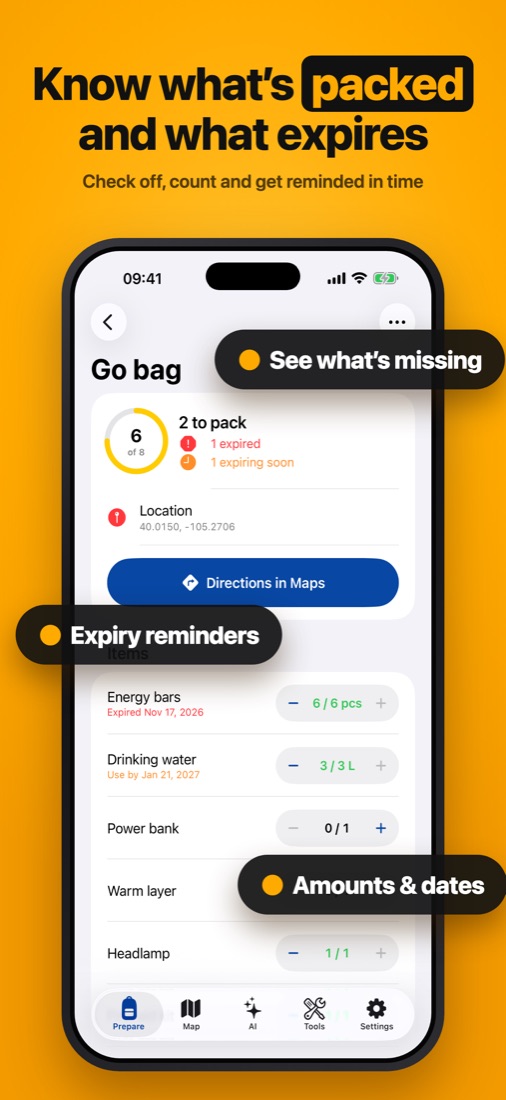 Know what's packed
and what expires
Check off, count and get reminded in time
09:41
See what's missing
Go bag
6
of 8
2 to pack
1 expired
1 expiring soon
Location
40.0150, -105.2706
Directions in Maps
Expiry reminders
Items
Energy bars
Expired Nov 17, 2026
6 / 6 pcs
Drinking water
Use by Jan 21, 2027
3 / 3 L
Power bank
0 / 1
Amounts & dates
Warm layer
Headlamp
1 / 1
Prepare
Map
AI
Tools
Settings